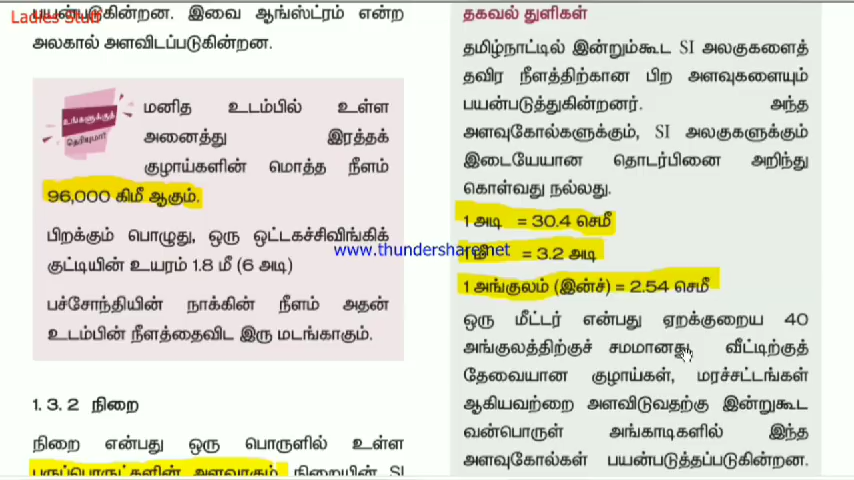 Ladies Stuff
பயன்படுகின்றன. இவை ஆங்ஸ்ட்ரம் என்ற
அலகால் அளவிடப்படுகின்றன.
உங்களுக்குத்
தெரியுமா?
மனித உடம்பில் உள்ள
அனைத்து இரத்தக்
குழாய்களின் மொத்த நீளம்
96,000 கிமீ ஆகும்.
பிறக்கும் பொழுது, ஒரு ஒட்டகச்சிவிங்கிக்
குட்டியின் உயரம் 1.8 மீ (6 அடி)
பச்சோந்தியின் நாக்கின் நீளம் அதன்
உடம்பின் நீளத்தைவிட இரு மடங்காகும்.
1. 3. 2 நிறை
நிறை என்பது ஒரு பொருளில் உள்ள
பருப்பொருட்களின் அளவாகும் நிறையின் SI
தகவல் துளிகள்
தமிழ்நாட்டில் இன்றும்கூட SI அலகுகளைத்
தவிர நீளத்திற்கான பிற அளவுகளையும்
பயன்படுத்துகின்றனர். அந்த
அளவுகோல்களுக்கும், SI அலகுகளுக்கும்
இடையேயான தொடர்பினை அறிந்து
கொள்வது நல்லது.
1 அடி = 30.4 செமீ
www.thundershare.net
1 மீ = 3.2 அடி
1 அங்குலம் (இன்ச்) = 2.54 செமீ
ஒரு மீட்டர் என்பது ஏறக்குறைய 40
அங்குலத்திற்குச் சமமானது, வீட்டிற்குத்
தேவையான குழாய்கள், மரச்சட்டங்கள்
ஆகியவற்றை அளவிடுவதற்கு இன்றுகூட
வன்பொருள் அங்காடிகளில் இந்த
அளவுகோல்கள் பயன்படுத்தப்படுகின்றன.